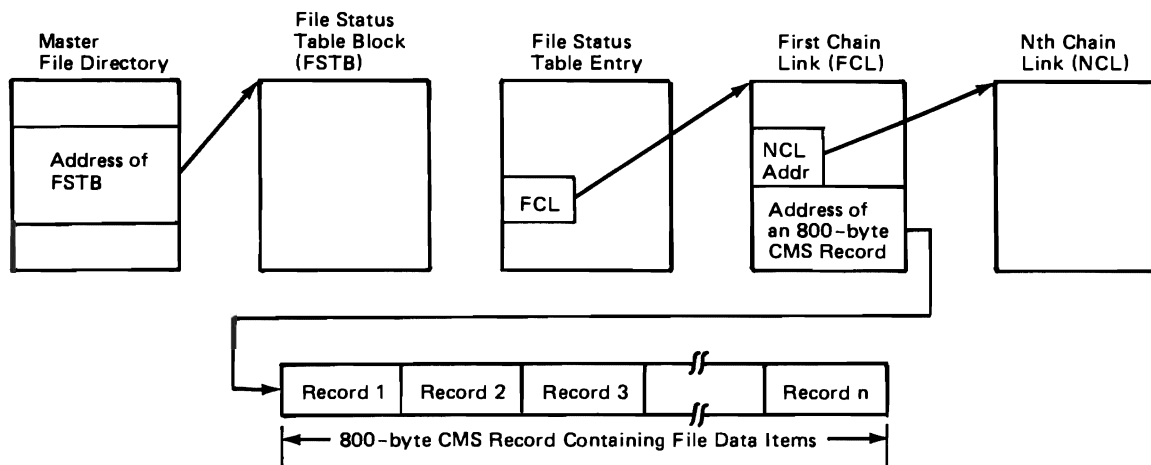 Master
File Directory
File Status
Table Block
(FSTB)
File Status
Table Entry
First Chain
Link (FCL)
Nth Chain
Link (NCL)
Address of
FSTB
FCL
NCL
Addr
Address of
an 800-byte
CMS Record
Record 1
Record 2
Record 3
Record n
800-byte CMS Record Containing File Data Items